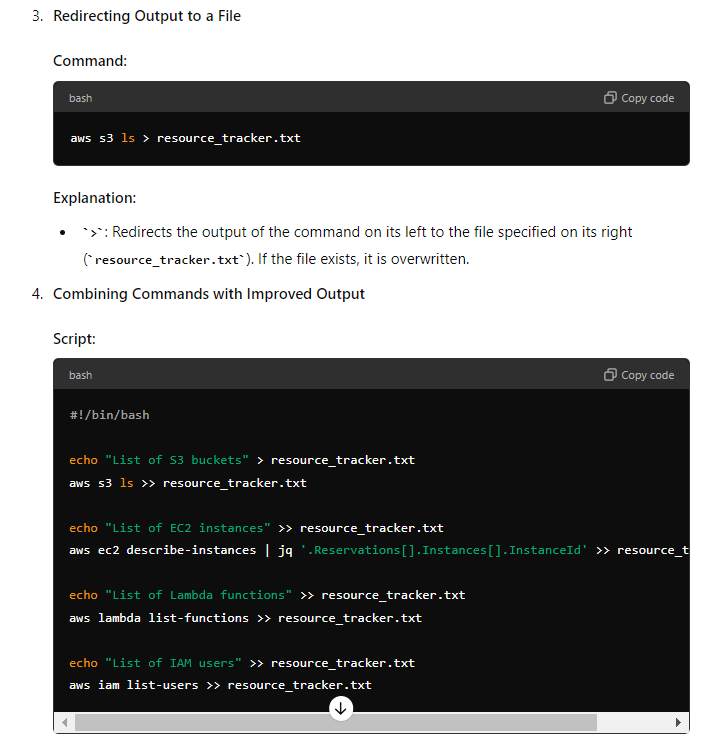 3. Redirecting Output to a File
Command:
bash
Copy code
aws s3 ls > resource_tracker.txt
Explanation:
• `>`: Redirects the output of the command on its left to the file specified on its right
(`resource_tracker.txt`). If the file exists, it is overwritten.
4. Combining Commands with Improved Output
Script:
bash
Copy code
#!/bin/bash
echo "List of S3 buckets" > resource_tracker.txt
aws s3 ls >> resource_tracker.txt
echo "List of EC2 instances" >> resource_tracker.txt
aws ec2 describe-instances | jq '.Reservations[].Instances[].InstanceId' >> resource_t
echo "List of Lambda functions" >> resource_tracker.txt
aws lambda list-functions >> resource_tracker.txt
echo "List of IAM users" >> resource_tracker.txt
aws iam list-users >> resource_tracker.txt